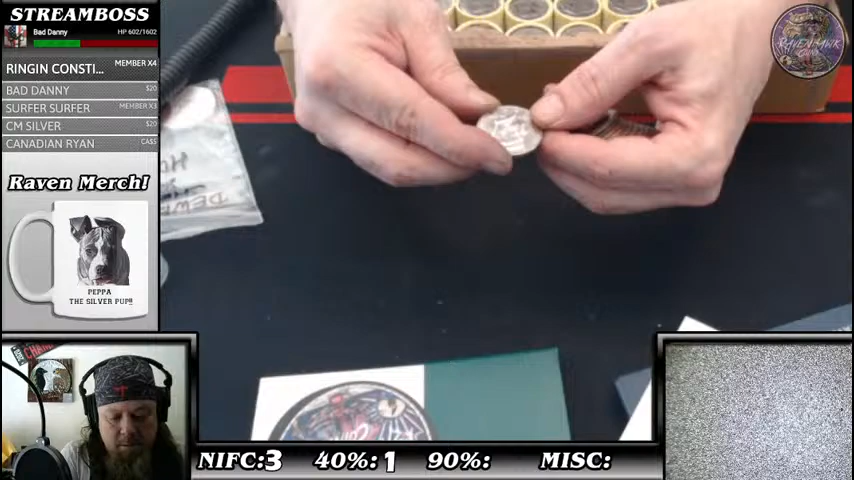 STREAMBOSS
Bad Danny HP 602/1602
RINGIN CONSTI... MEMBER X4
BAD DANNY $20
SURFER SURFER MEMBER X3
CM SILVER $20
CANADIAN RYAN CA$5
Raven Merch!
PEPPA
THE SILVER PUP!!
NIFC:3 40%:1 90%: MISC: